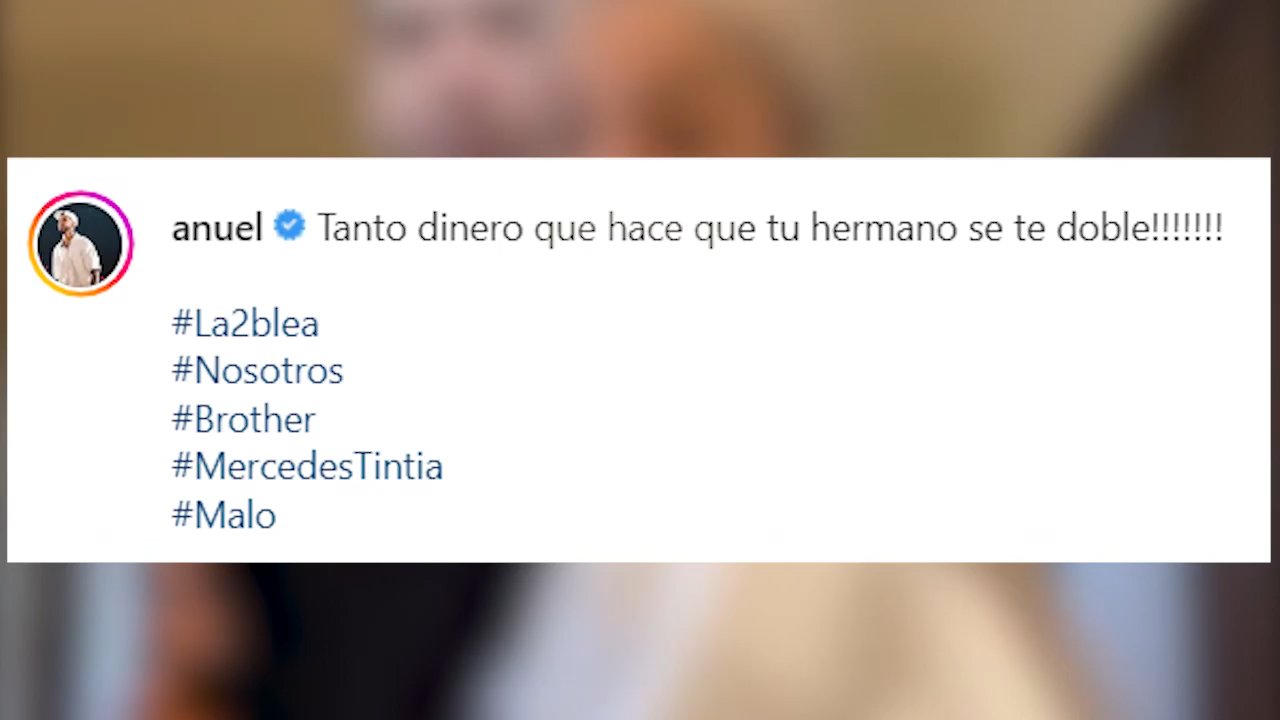 anuel Tanto dinero que hace que tu hermano se te doble!!!!!!!
#La2blea
#Nosotros
#Brother
#MercedesTintia
#Malo